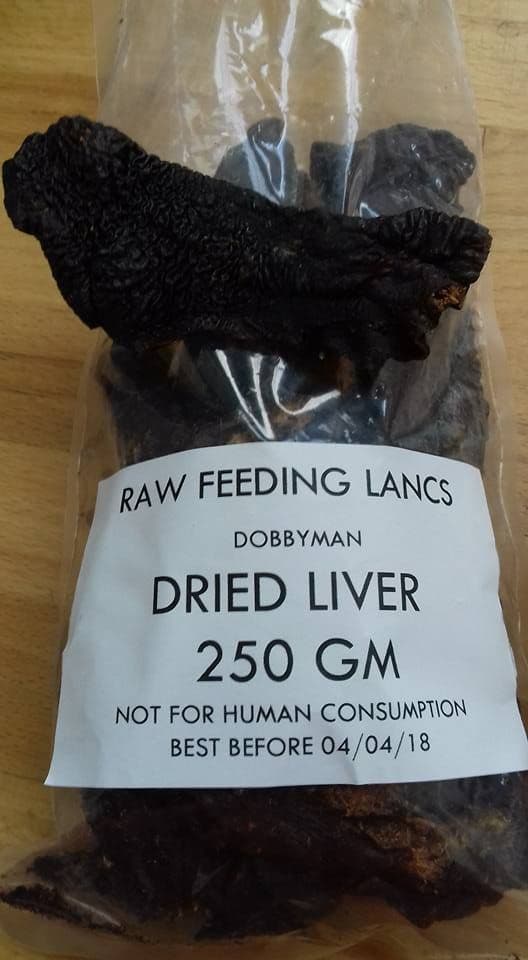 RAW FEEDING LANCS
DOBBYMAN
DRIED LIVER
250 GM
NOT FOR HUMAN CONSUMPTION
BEST BEFORE 04/04/18